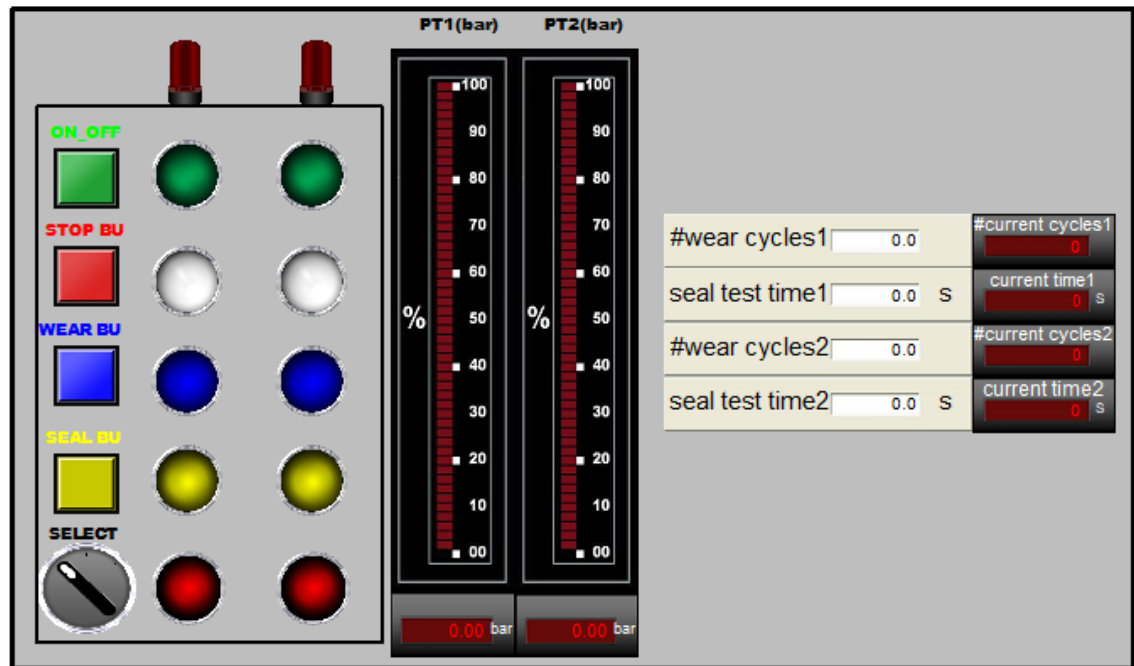 PT1(bar) PT2(bar)
ON_OFF
STOP BU
WEAR BU
SEAL BU
SELECT
100
90
80
70
60
50
40
30
20
10
00
%
0.00 bar
100
90
80
70
60
50
40
30
20
10
00
%
0.00 bar
#wear cycles1 0.0
#current cycles1
0
seal test time1 0.0 s
current time1
0 s
#wear cycles2 0.0
#current cycles2
0
seal test time2 0.0 s
current time2
0 s